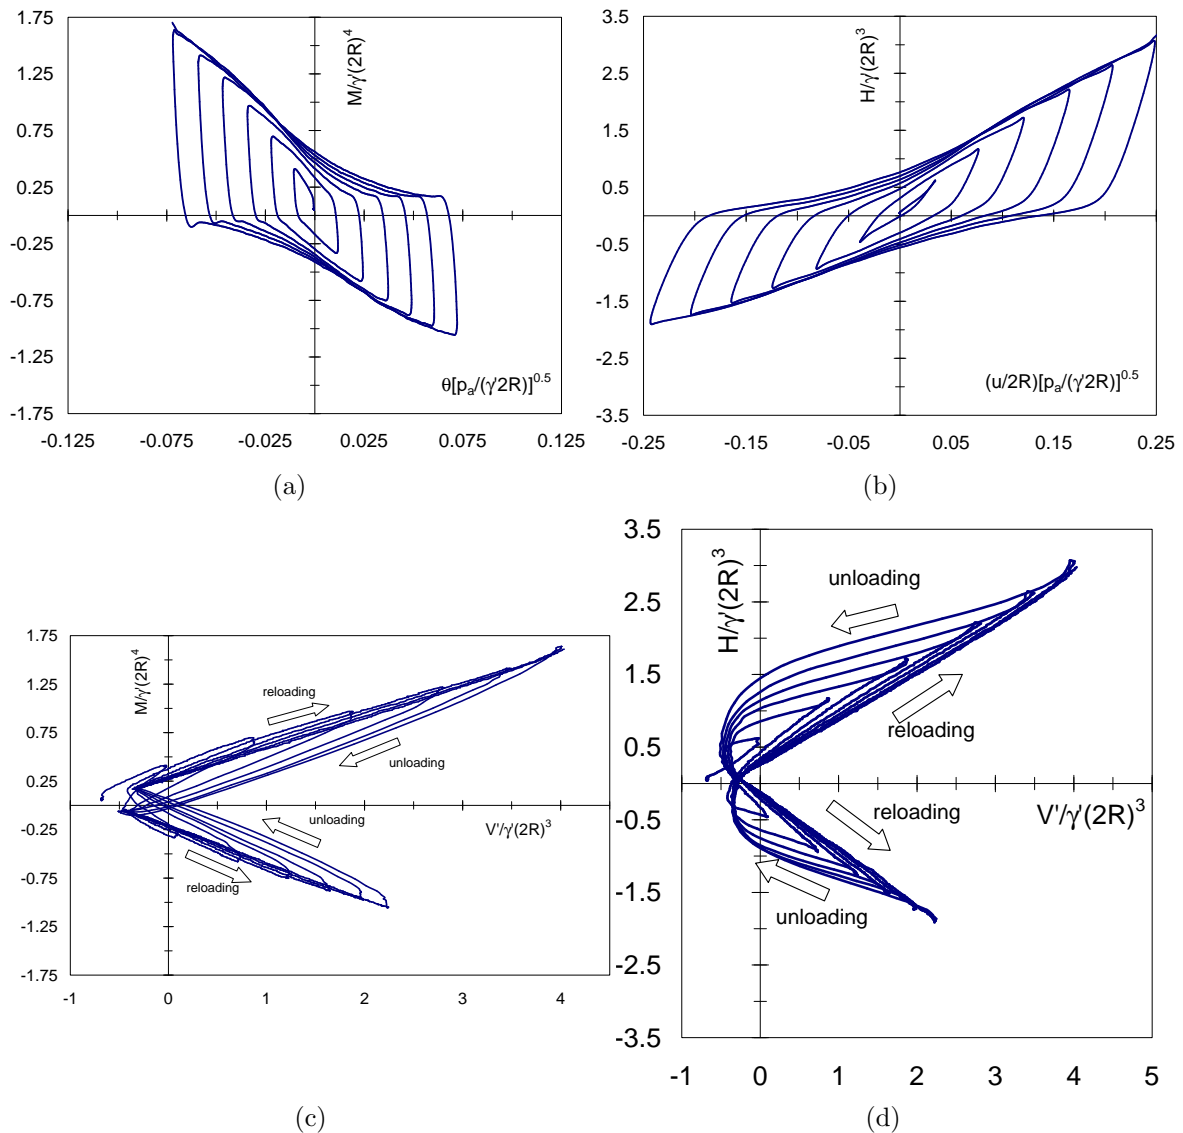 1.75
1.25
0.75
0.25
-0.25
-0.75
-1.25
-1.75
M/γ'(2R)⁴
θ[pₐ/(γ'2R)]⁰·⁵
-0.125 -0.075 -0.025 0.025 0.075 0.125
(a)
3.5
2.5
1.5
0.5
-0.5
-1.5
-2.5
-3.5
H/γ'(2R)³
(u/2R)[pₐ/(γ'2R)]⁰·⁵
-0.25 -0.15 -0.05 0.05 0.15 0.25
(b)
1.75
1.25
0.75
0.25
-0.25
-0.75
-1.25
-1.75
M/γ'(2R)⁴
reloading
unloading
V'/γ'(2R)³
unloading
reloading
-1 0 1 2 3 4
(c)
3.5
2.5
1.5
0.5
-0.5
-1.5
-2.5
-3.5
H/γ'(2R)³
unloading
reloading
reloading
V'/γ'(2R)³
unloading
-1 0 1 2 3 4 5
(d)